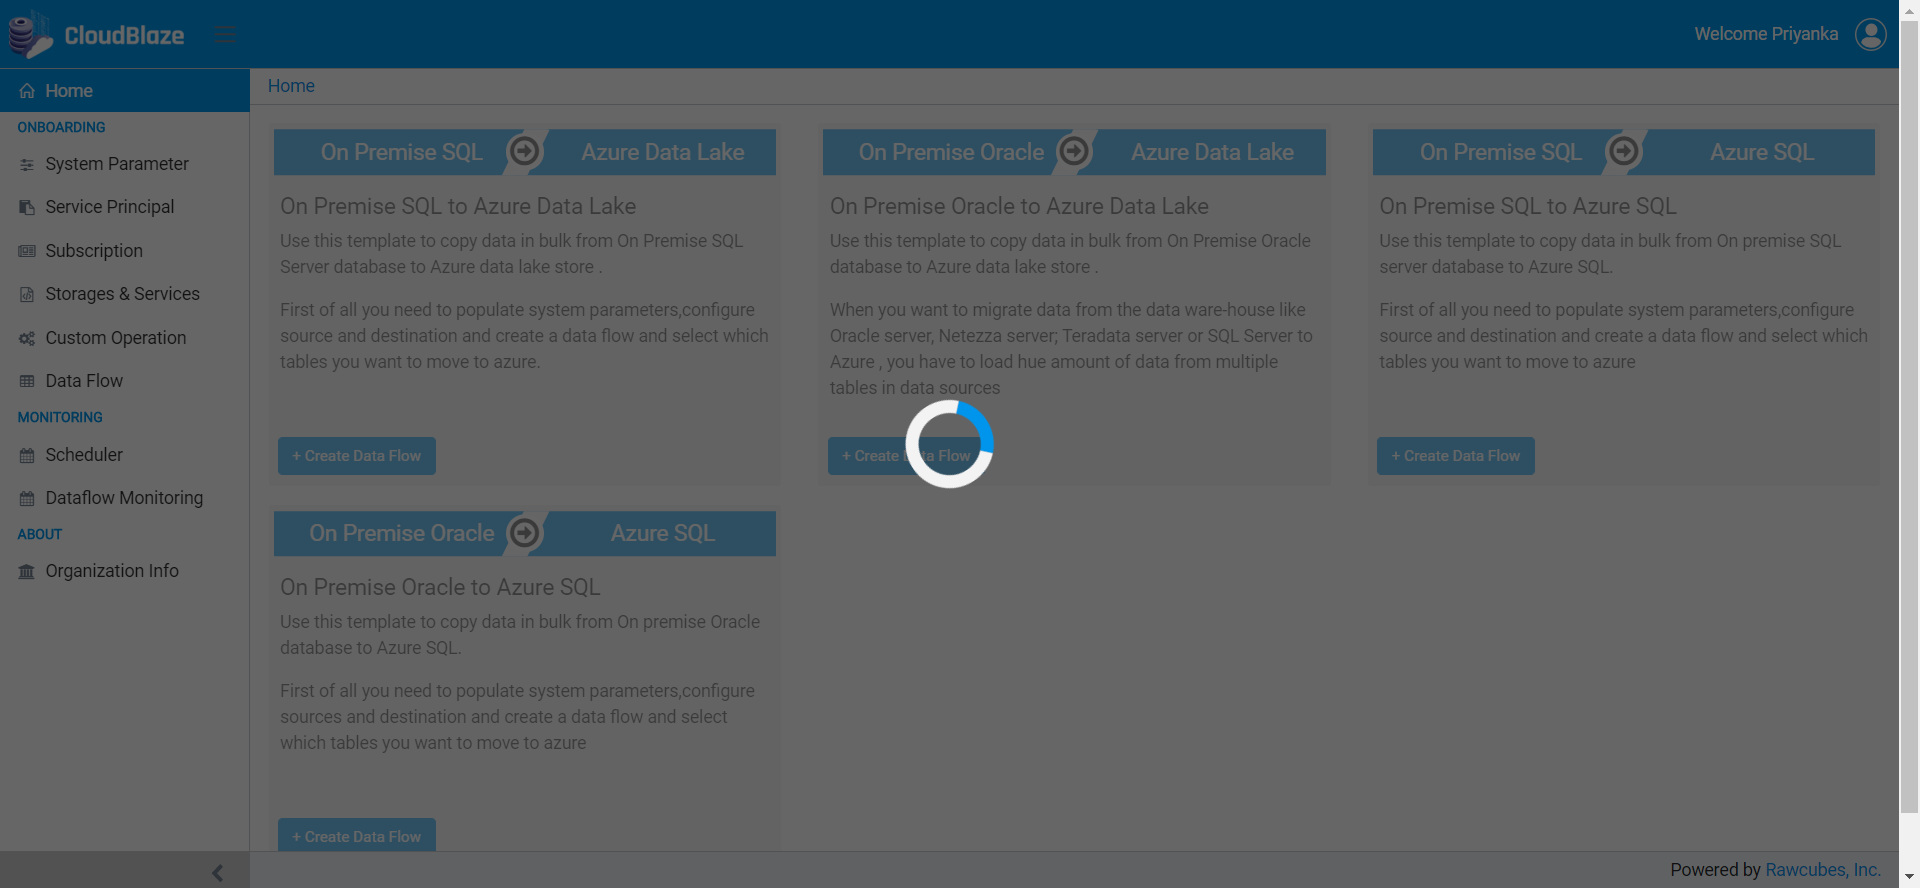 CloudBlaze
Welcome Priyanka
Home
ONBOARDING
System Parameter
Service Principal
Subscription
Storages & Services
Custom Operation
Data Flow
MONITORING
Scheduler
Dataflow Monitoring
ABOUT
Organization Info
Home
On Premise SQL
Azure Data Lake
On Premise SQL to Azure Data Lake
Use this template to copy data in bulk from On Premise SQL
Server database to Azure data lake store .
First of all you need to populate system parameters,configure
source and destination and create a data flow and select which
tables you want to move to azure.
+ Create Data Flow
On Premise Oracle
Azure Data Lake
On Premise Oracle to Azure Data Lake
Use this template to copy data in bulk from On Premise Oracle
database to Azure data lake store .
When you want to migrate data from the data ware-house like
Oracle server, Netezza server; Teradata server or SQL Server to
Azure , you have to load hue amount of data from multiple
tables in data sources
+ Create Data Flow
On Premise SQL
Azure SQL
On Premise SQL to Azure SQL
Use this template to copy data in bulk from On premise SQL
server database to Azure SQL.
First of all you need to populate system parameters,configure
source and destination and create a data flow and select which
tables you want to move to azure
+ Create Data Flow
On Premise Oracle
Azure SQL
On Premise Oracle to Azure SQL
Use this template to copy data in bulk from On premise Oracle
database to Azure SQL.
First of all you need to populate system parameters,configure
sources and destination and create a data flow and select
which tables you want to move to azure
+ Create Data Flow
Powered by Rawcubes, Inc.